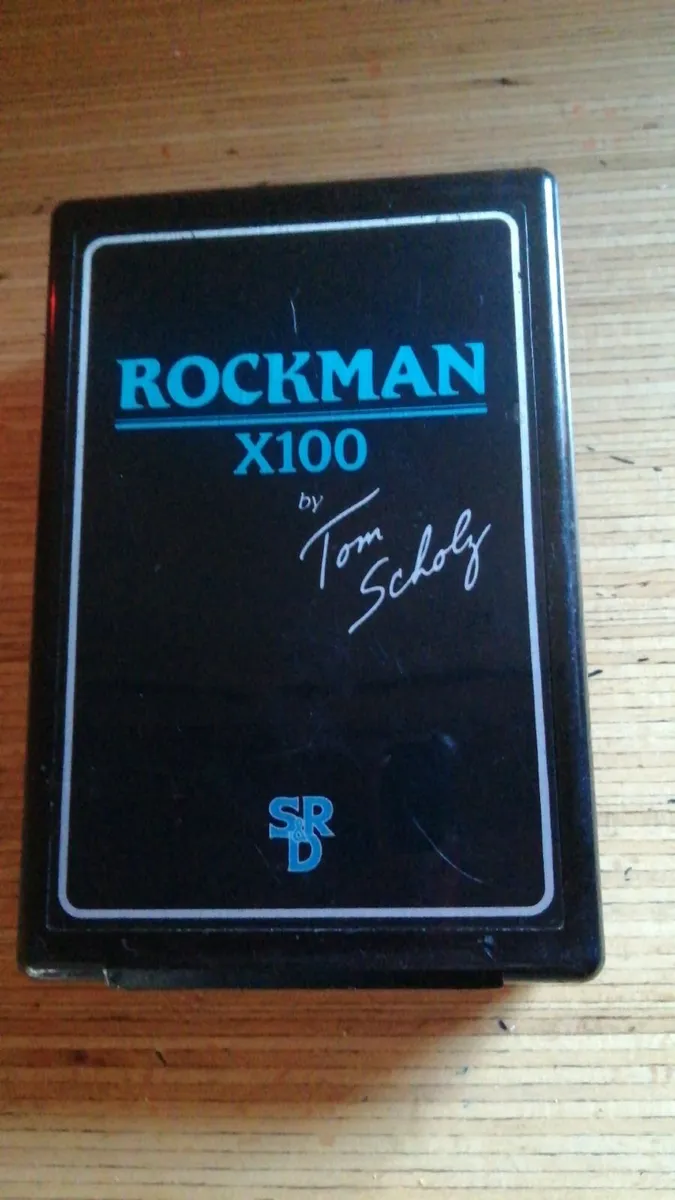 ROCKMAN
X100
by
Tom
Scholz
SR
&
D